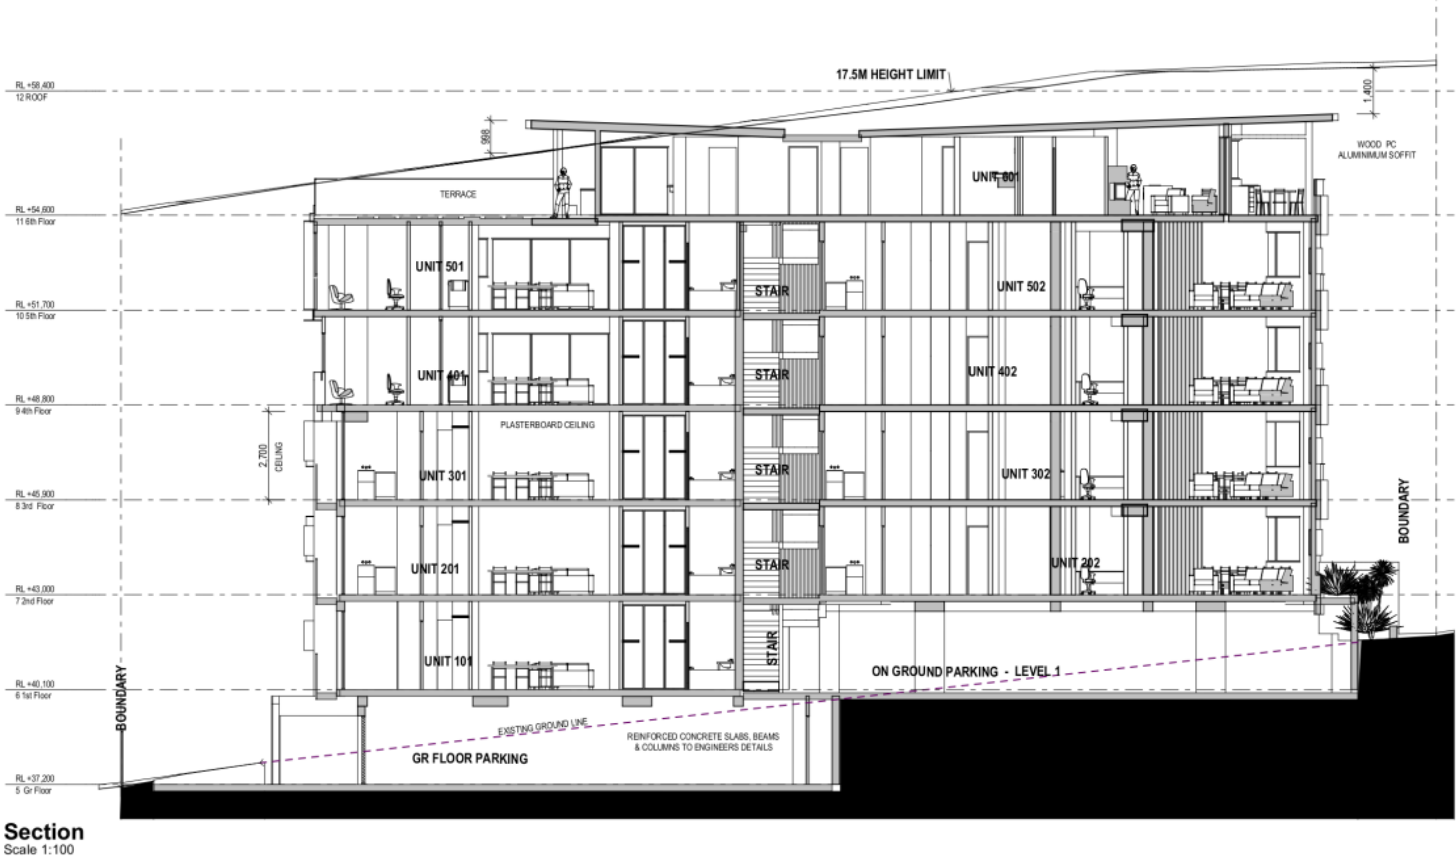 17.5M HEIGHT LIMIT
RL +58,400
12 ROOF
1,400
998
WOOD PC
ALUMINIMUM SOFFIT
UNIT 601
TERRACE
RL +54,600
11 6th Floor
UNIT 501
STAIR
UNIT 502
RL +51,700
10 5th Floor
UNIT 401
STAIR
UNIT 402
RL +48,800
9 4th Floor
PLASTERBOARD CEILING
2,700
CEILING
UNIT 301
STAIR
UNIT 302
RL +45,900
8 3rd Floor
BOUNDARY
UNIT 201
STAIR
UNIT 202
RL +43,000
7 2nd Floor
UNIT 101
STAIR
ON GROUND PARKING - LEVEL 1
RL +40,100
6 1st Floor
BOUNDARY
EXISTING GROUND LINE
REINFORCED CONCRETE SLABS, BEAMS
& COLUMNS TO ENGINEERS DETAILS
GR FLOOR PARKING
RL +37,200
5 Gr Floor
Section
Scale 1:100